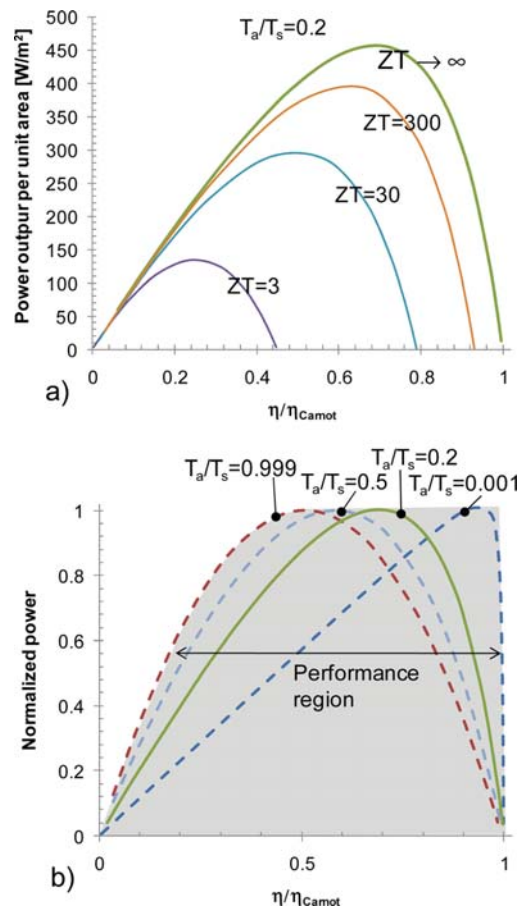 500
450
400
350
300
250
200
150
100
50
0
Power outpur per unit area [W/m²]
Tₐ/Tₛ=0.2
ZT → ∞
ZT=300
ZT=30
ZT=3
0 0.2 0.4 0.6 0.8 1
η/ηCarnot
a)
Tₐ/Tₛ=0.999
Tₐ/Tₛ=0.5
Tₐ/Tₛ=0.2
Tₐ/Tₛ=0.001
1
0.8
0.6
0.4
0.2
0
Normalized power
Performance
region
0 0.5 1
η/ηCarnot
b)